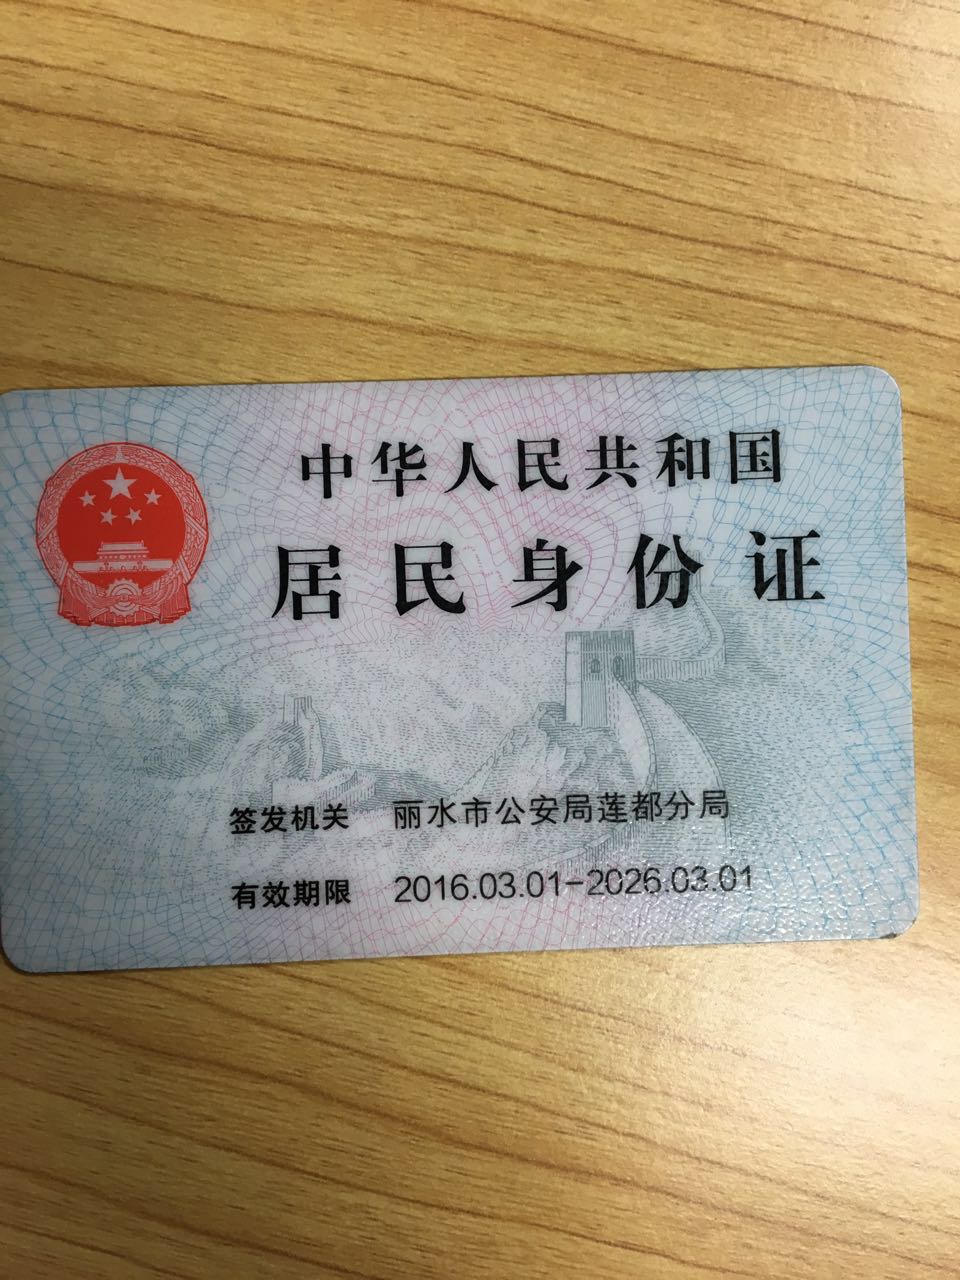 中华人民共和国
居民身份证
签发机关 丽水市公安局莲都分局
有效期限 2016.03.01-2026.03.01